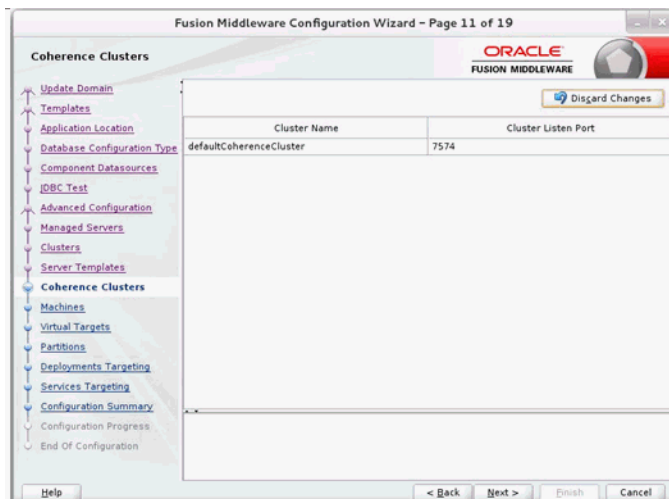 Fusion Middleware Configuration Wizard - Page 11 of 19
Coherence Clusters
ORACLE
FUSION MIDDLEWARE
Update Domain
Templates
Application Location
Database Configuration Type
Component Datasources
JDBC Test
Advanced Configuration
Managed Servers
Clusters
Server Templates
Coherence Clusters
Machines
Virtual Targets
Partitions
Deployments Targeting
Services Targeting
Configuration Summary
Configuration Progress
End Of Configuration
Discard Changes
Cluster Name Cluster Listen Port
defaultCoherenceCluster 7574
Help < Back Next > Finish Cancel